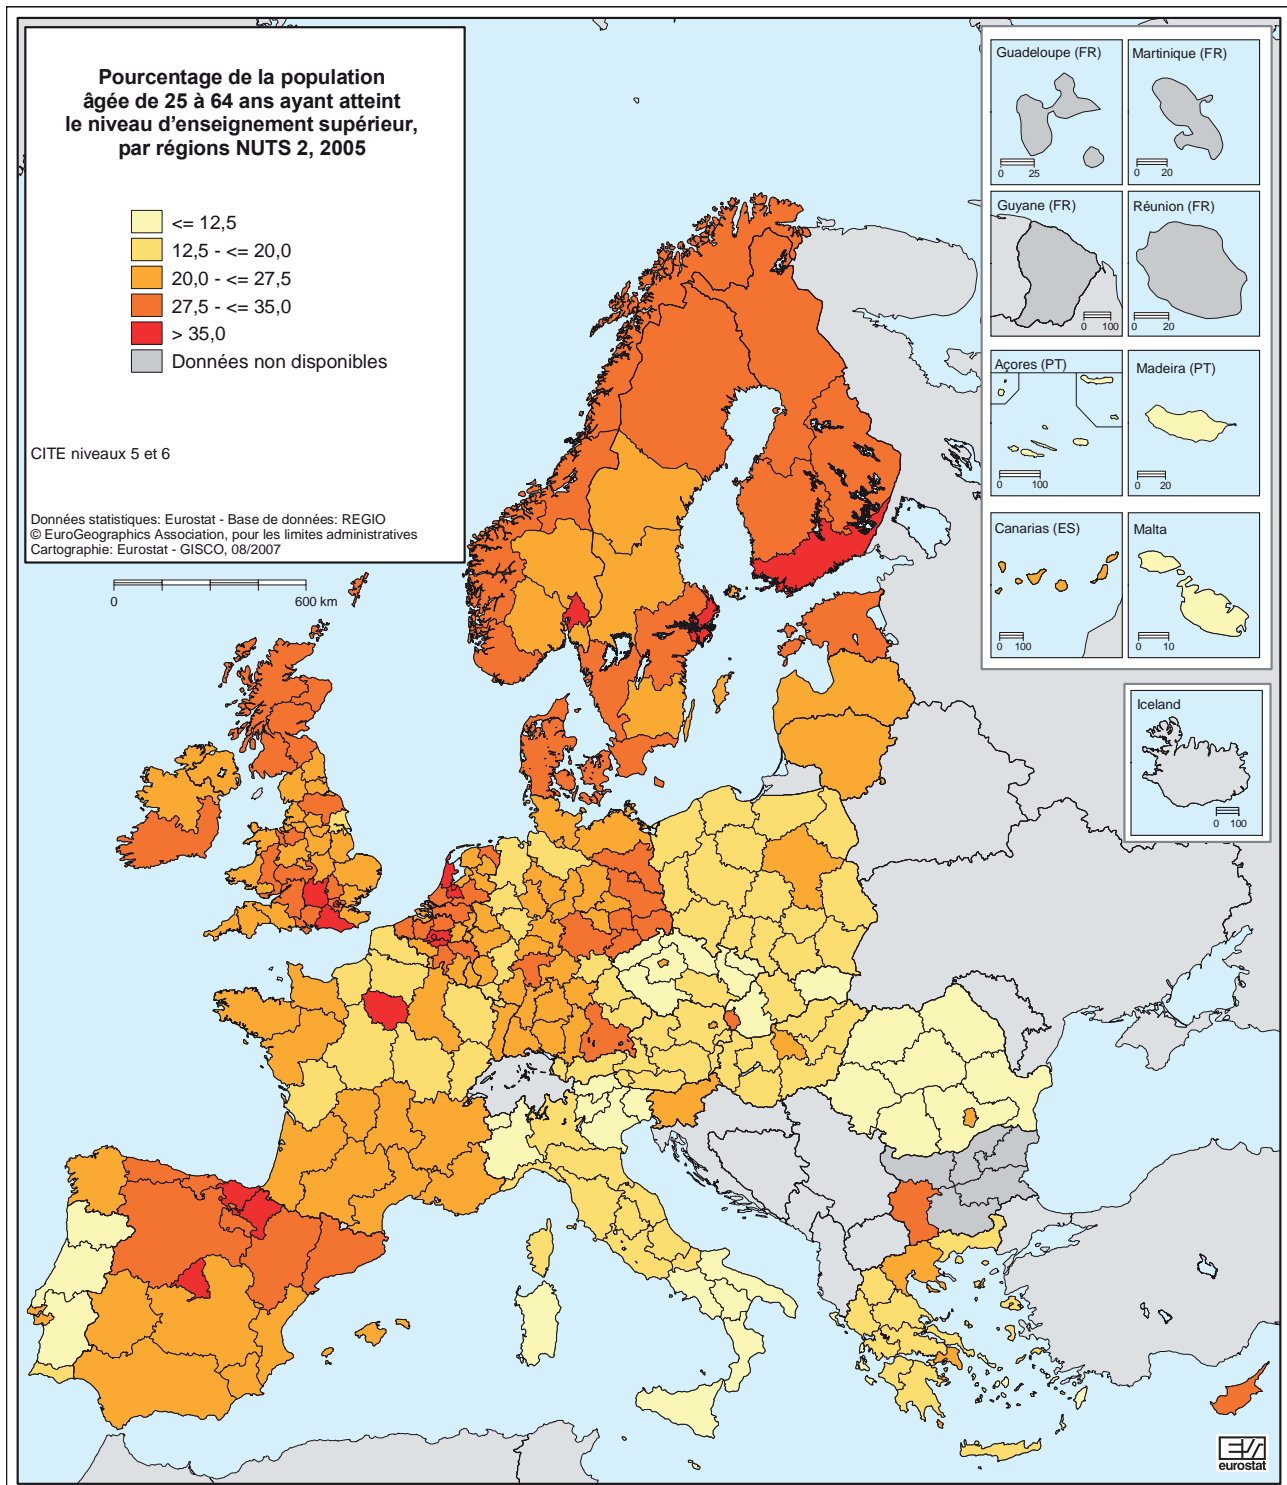 Pourcentage de la population
âgée de 25 à 64 ans ayant atteint
le niveau d'enseignement supérieur,
par régions NUTS 2, 2005
<= 12,5
12,5 - <= 20,0
20,0 - <= 27,5
27,5 - <= 35,0
> 35,0
Données non disponibles
CITE niveaux 5 et 6
Données statistiques: Eurostat - Base de données: REGIO
© EuroGeographics Association, pour les limites administratives
Cartographie: Eurostat - GISCO, 08/2007
0 600 km
Guadeloupe (FR)
0 25
Martinique (FR)
0 20
Guyane (FR)
0 100
Réunion (FR)
0 20
Açores (PT)
0 100
Madeira (PT)
0 20
Canarias (ES)
0 100
Malta
0 10
Iceland
0 100
eurostat